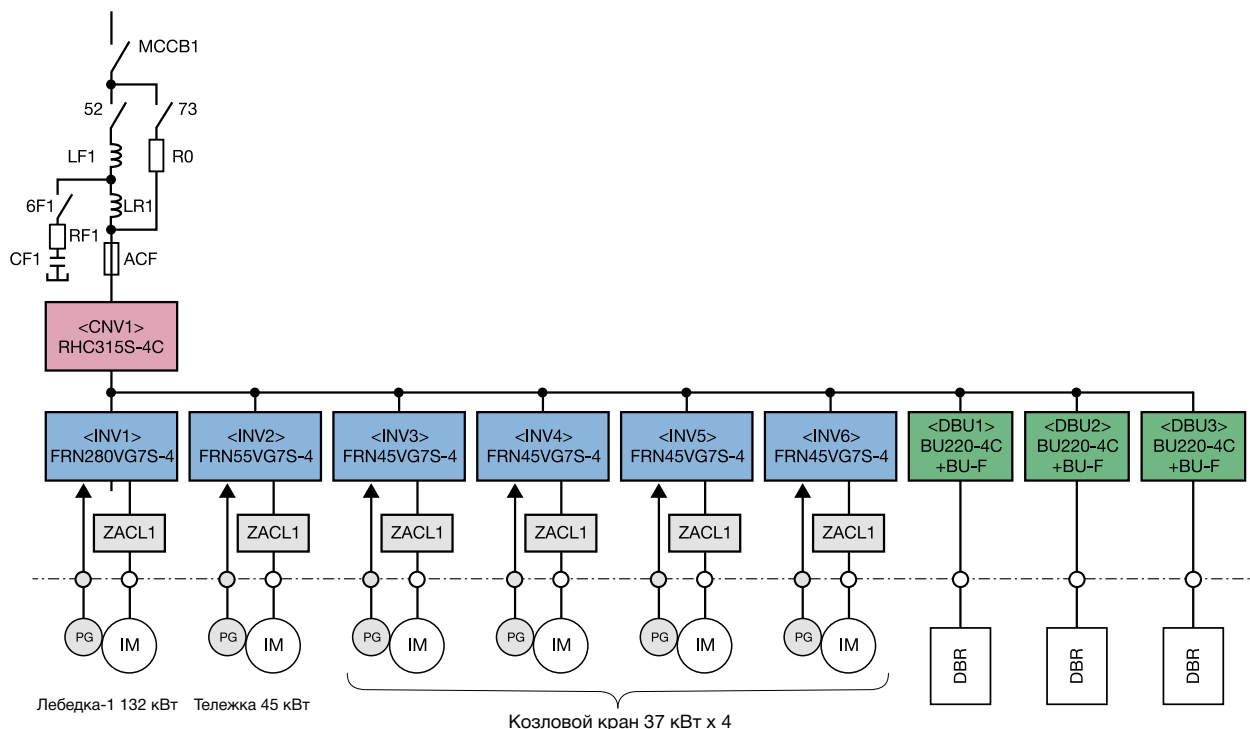 MCCB1
52
73
LF1
R0
6F1
LR1
RF1
CF1
ACF
<CNV1>
RHC315S-4C
<INV1>
FRN280VG7S-4
<INV2>
FRN55VG7S-4
<INV3>
FRN45VG7S-4
<INV4>
FRN45VG7S-4
<INV5>
FRN45VG7S-4
<INV6>
FRN45VG7S-4
<DBU1>
BU220-4C
+BU-F
<DBU2>
BU220-4C
+BU-F
<DBU3>
BU220-4C
+BU-F
ZACL1
ZACL1
ZACL1
ZACL1
ZACL1
ZACL1
PG
IM
PG
IM
PG
IM
PG
IM
PG
IM
PG
IM
DBR
DBR
DBR
Лебедка-1 132 кВт
Тележка 45 кВт
Козловой кран 37 кВт x 4